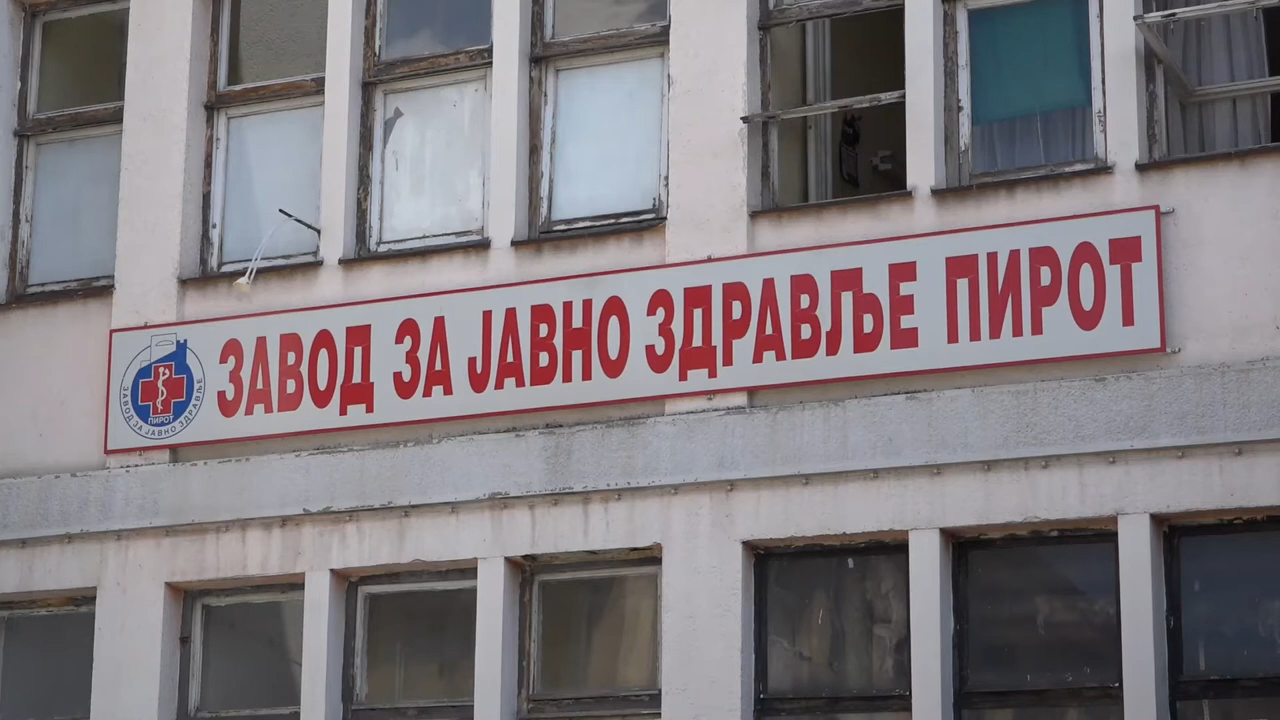 ЗАВОД ЗА ЈАВНО ЗДРАВЉЕ ПИРОТ
ПИРОТ
ЗАВОД ЗА ЈАВНО ЗДРАВЉЕ